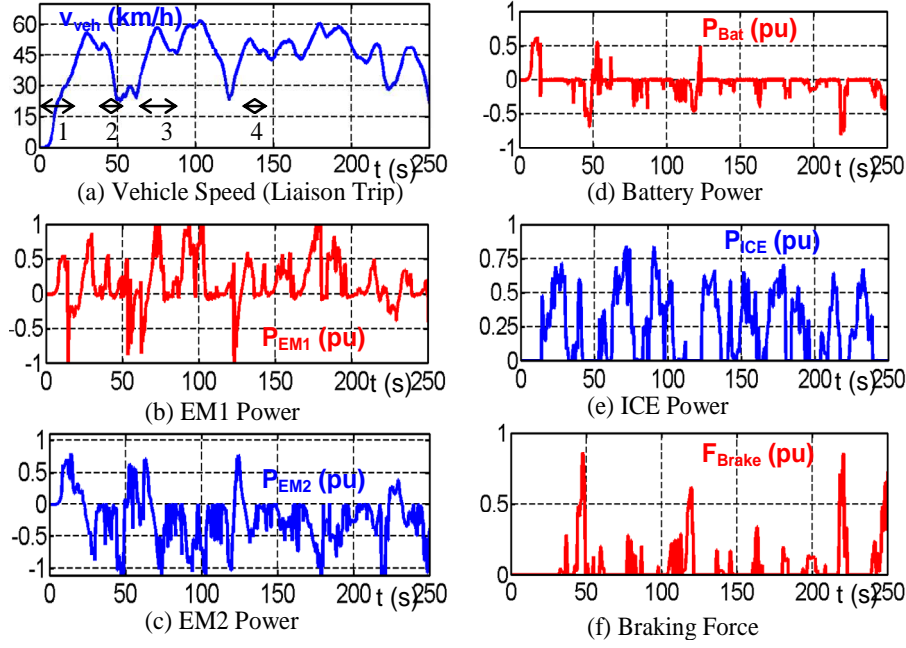 v_veh (km/h)
60
45
30
15
0
1
2
3
4
0 50 100 150 200 250
t (s)
(a) Vehicle Speed (Liaison Trip)
P_Bat (pu)
1
0.5
0
-0.5
-1
0 50 100 150 200 250
t (s)
(d) Battery Power
1
0.5
0
-0.5
-1
P_EM1 (pu)
0 50 100 150 200 250
t (s)
(b) EM1 Power
P_ICE (pu)
1
0.75
0.5
0.25
0
0 50 100 150 200 250
t (s)
(e) ICE Power
1
0.5
0
-0.5
-1
P_EM2 (pu)
0 50 100 150 200 250
t (s)
(c) EM2 Power
F_Brake (pu)
1
0.5
0
0 50 100 150 200 250
t (s)
(f) Braking Force